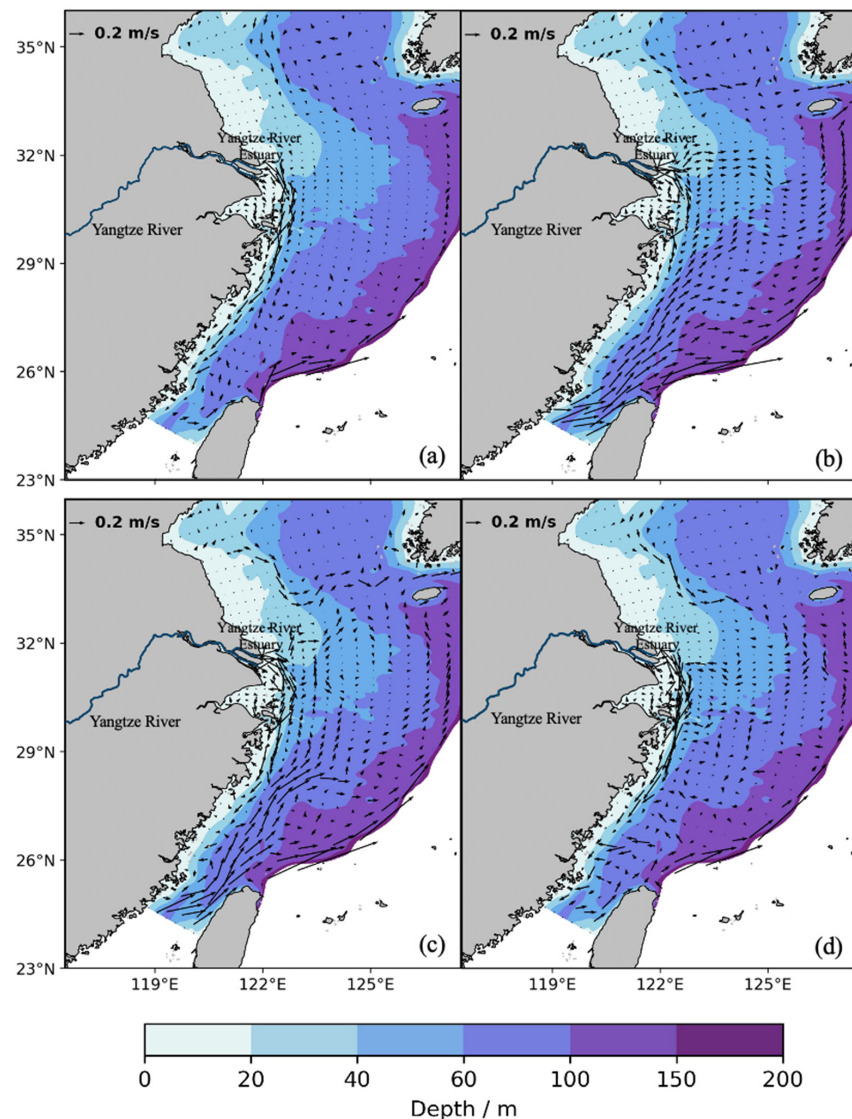 35°N
0.2 m/s
0.2 m/s
32°N
Yangtze River
Estuary
Yangtze River
Estuary
Yangtze River
Yangtze River
29°N
26°N
(a)
(b)
23°N
35°N
0.2 m/s
0.2 m/s
32°N
Yangtze River
Estuary
Yangtze River
Estuary
Yangtze River
Yangtze River
29°N
26°N
(c)
(d)
23°N
119°E 122°E 125°E 119°E 122°E 125°E
0 20 40 60 100 150 200
Depth / m